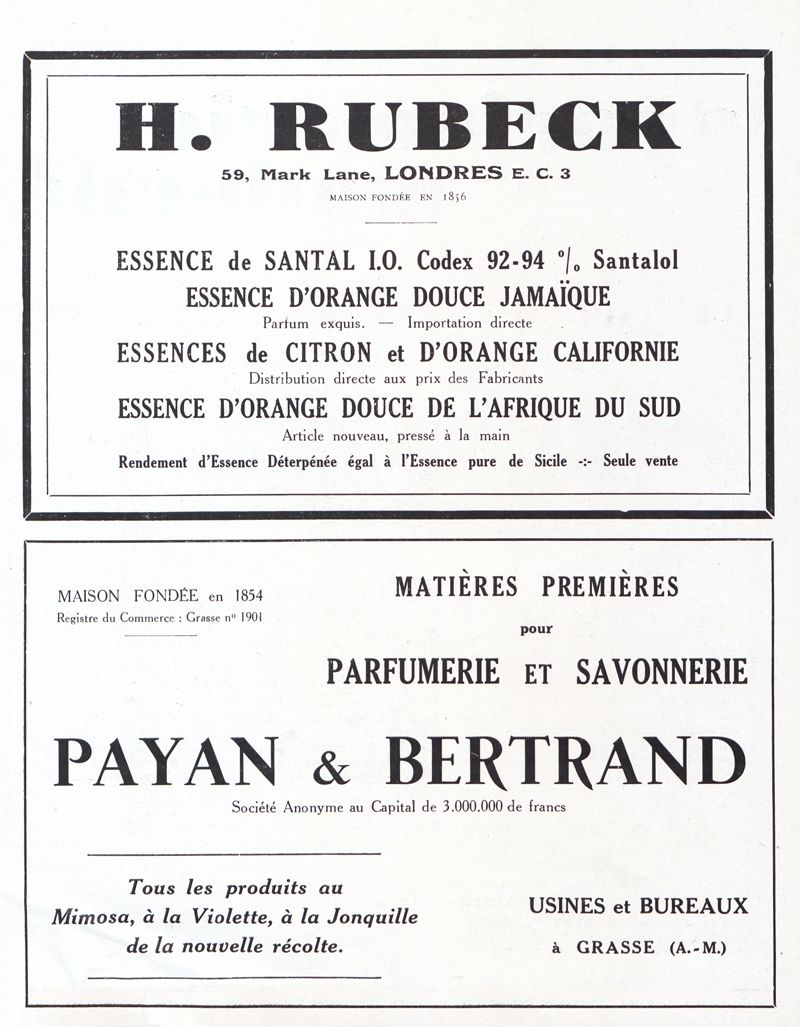 H. RUBECK
59, Mark Lane, LONDRES E. C. 3
MAISON FONDÉE EN 1856
ESSENCE de SANTAL I.O. Codex 92-94 % Santalol
ESSENCE D'ORANGE DOUCE JAMAÏQUE
Parfum exquis. — Importation directe
ESSENCES de CITRON et D'ORANGE CALIFORNIE
Distribution directe aux prix des Fabricants
ESSENCE D'ORANGE DOUCE DE L'AFRIQUE DU SUD
Article nouveau, pressé à la main
Rendement d'Essence Déterpénée égal à l'Essence pure de Sicile -:- Seule vente
MAISON FONDÉE en 1854
Registre du Commerce : Grasse nº 1901
MATIÈRES PREMIÈRES
pour
PARFUMERIE ET SAVONNERIE
PAYAN & BERTRAND
Société Anonyme au Capital de 3.000.000 de francs
Tous les produits au
Mimosa, à la Violette, à la Jonquille
de la nouvelle récolte.
USINES et BUREAUX
à GRASSE (A.-M.)